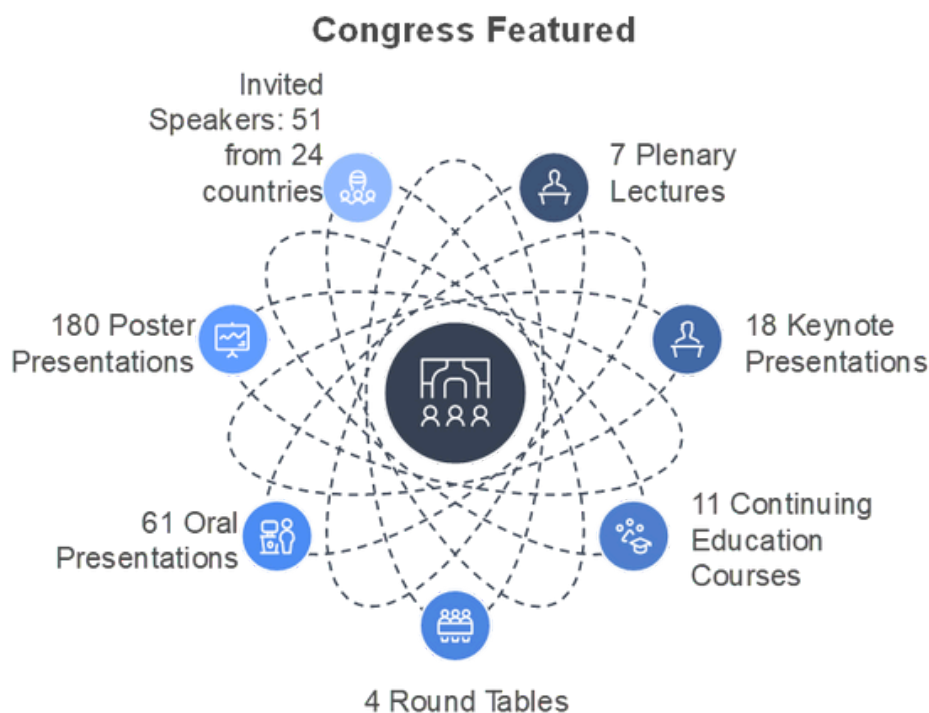 Congress Featured
Invited
Speakers: 51
from 24
countries
7 Plenary
Lectures
180 Poster
Presentations
18 Keynote
Presentations
61 Oral
Presentations
11 Continuing
Education
Courses
4 Round Tables